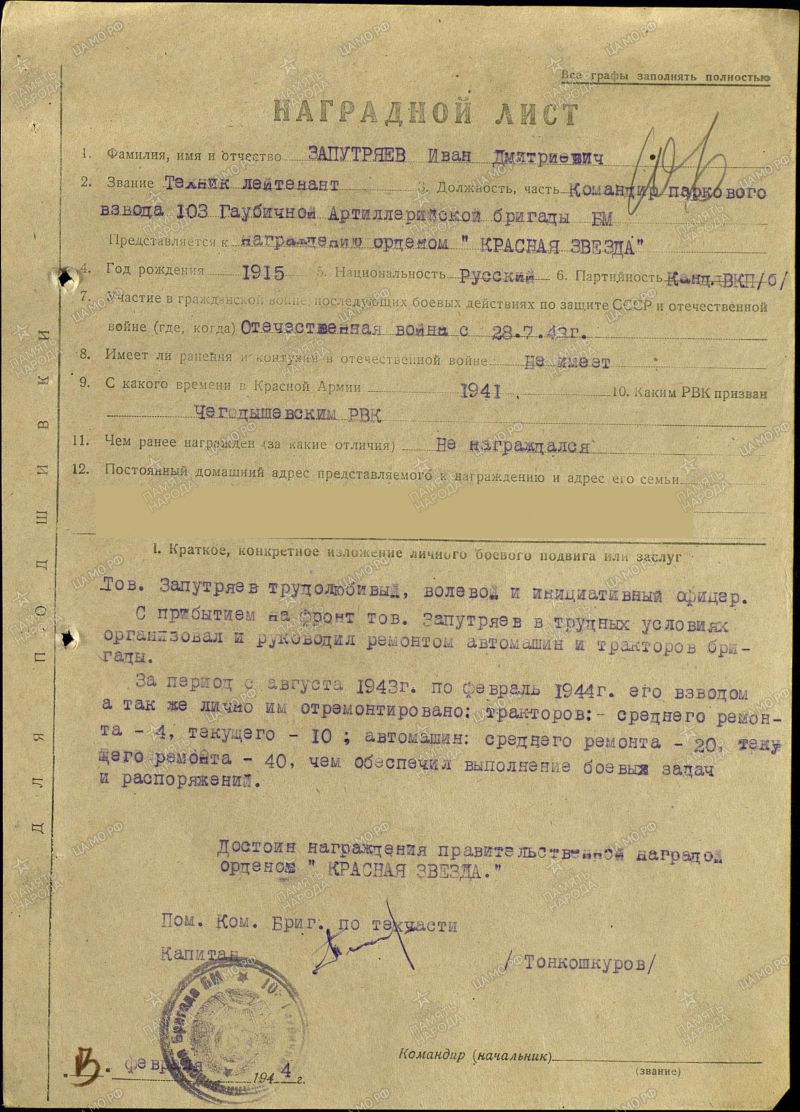 Все графы заполнять полностью
НАГРАДНОЙ ЛИСТ
1. Фамилия, имя и отчество ЗАПУТРЯЕВ Иван Дмитриевич
2. Звание Техник лейтенант 3. Должность, часть Командир паркового
взвода 103 Гаубичной Артиллерийской бригады БМ
Представляется к награждению орденом " КРАСНАЯ ЗВЕЗДА"
4. Год рождения 1915 5. Национальность Русский 6. Партийность Канд.ВКП/б/
7. Участие в гражданской войне, последующих боевых действиях по защите СССР и отечественной
войне (где, когда) Отечественная война с 28.7.43г.
8. Имеет ли ранения и контузии в отечественной войне Не имеет
9. С какого времени в Красной Армии 1941 10. Каким РВК призван
Чегодышевским РВК
11. Чем ранее награжден (за какие отличия) Не награждался
12. Постоянный домашний адрес представляемого к награждению и адрес его семьи
I. Краткое, конкретное изложение личного боевого подвига или заслуг
Тов. Запутряев трудолюбивый, волевой и инициативный офицер.
С прибытием на фронт тов. Запутряев в трудных условиях
организовал и руководил ремонтом автомашин и тракторов бри-
гады.
За период с августа 1943г. по февраль 1944г. его взводом
а так же лично им отремонтировано: тракторов:- среднего ремон-
та - 4, текущего - 10 ; автомашин: среднего ремонта - 20, теку
щего ремонта - 40, чем обеспечил выполнение боевых задач
и распоряжений.
Достоин награждения правительственной наградой
орденом " КРАСНАЯ ЗВЕЗДА."
Пом. Ком. Бриг. по техчасти
Капитан /Тонкошкуров/
Бригада БМ
Командир (начальник)
(звание)
13. февраля 1944 г.
ДЛЯ ПОДШИВКИ
ПАМЯТЬ НАРОДА
ЦАМО.РФ